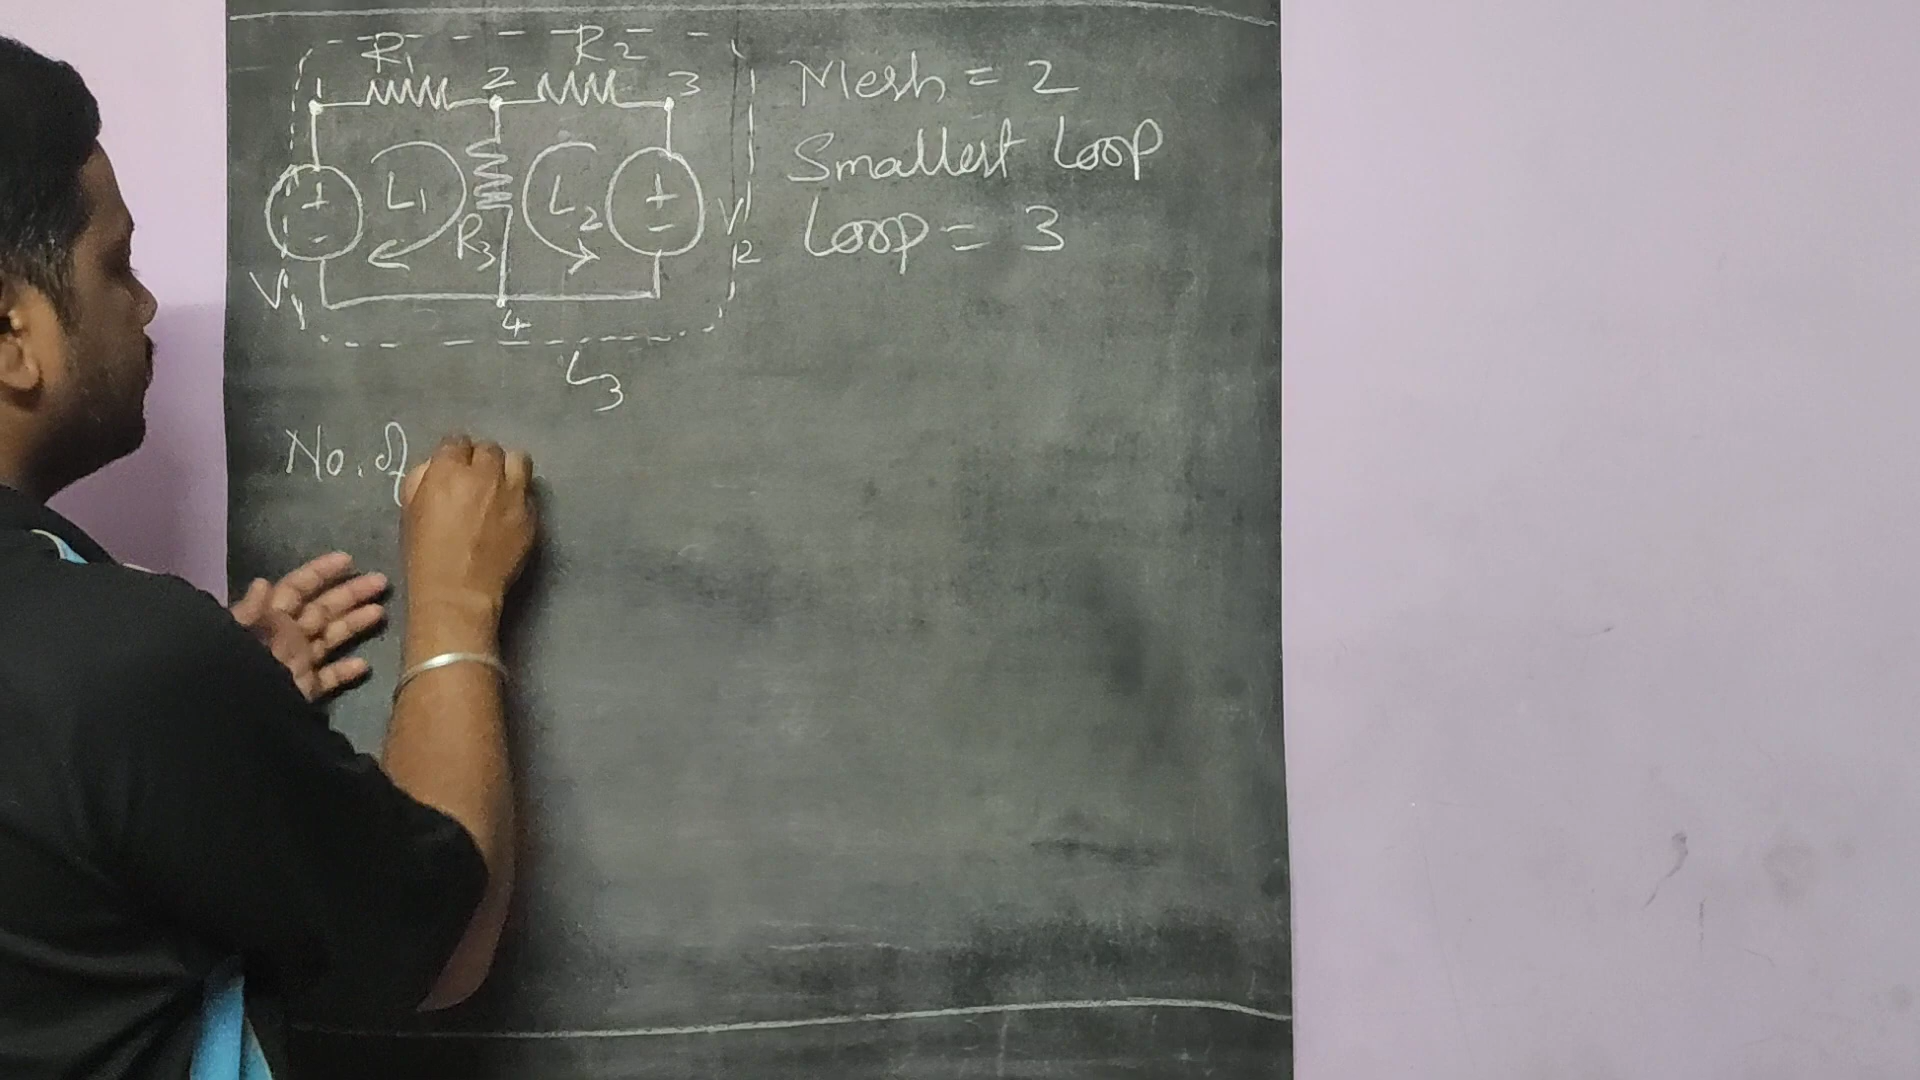 R1 R2
1 2 3
+ L1 R3 L2 +
- -
V1 V2
4
L3
Mesh = 2
Smallest Loop
Loop = 3
No. of